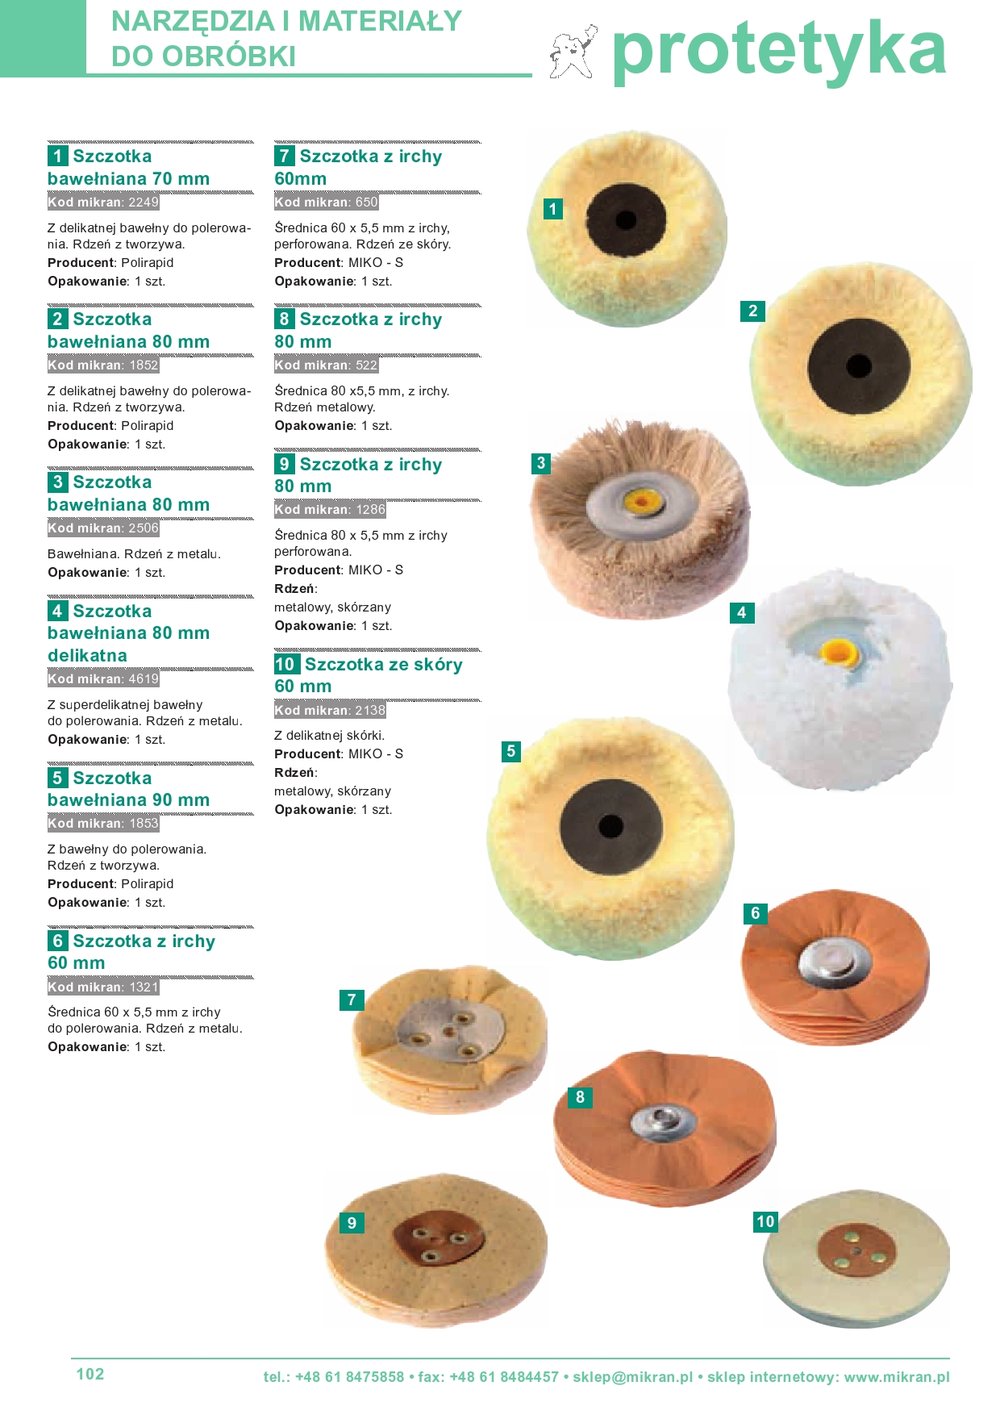 NARZĘDZIA I MATERIAŁY
DO OBRÓBKI
protetyka
1 Szczotka
bawełniana 70 mm
Kod mikran: 2249
Z delikatnej bawełny do polerowa-
nia. Rdzeń z tworzywa.
Producent: Polirapid
Opakowanie: 1 szt.
2 Szczotka
bawełniana 80 mm
Kod mikran: 1852
Z delikatnej bawełny do polerowa-
nia. Rdzeń z tworzywa.
Producent: Polirapid
Opakowanie: 1 szt.
3 Szczotka
bawełniana 80 mm
Kod mikran: 2506
Bawełniana. Rdzeń z metalu.
Opakowanie: 1 szt.
4 Szczotka
bawełniana 80 mm
delikatna
Kod mikran: 4619
Z superdelikatnej bawełny
do polerowania. Rdzeń z metalu.
Opakowanie: 1 szt.
5 Szczotka
bawełniana 90 mm
Kod mikran: 1853
Z bawełny do polerowania.
Rdzeń z tworzywa.
Producent: Polirapid
Opakowanie: 1 szt.
6 Szczotka z irchy
60 mm
Kod mikran: 1321
Średnica 60 x 5,5 mm z irchy
do polerowania. Rdzeń z metalu.
Opakowanie: 1 szt.
7 Szczotka z irchy
60mm
Kod mikran: 650
Średnica 60 x 5,5 mm z irchy,
perforowana. Rdzeń ze skóry.
Producent: MIKO - S
Opakowanie: 1 szt.
8 Szczotka z irchy
80 mm
Kod mikran: 522
Średnica 80 x5,5 mm, z irchy.
Rdzeń metalowy.
Opakowanie: 1 szt.
9 Szczotka z irchy
80 mm
Kod mikran: 1286
Średnica 80 x 5,5 mm z irchy
perforowana.
Producent: MIKO - S
Rdzeń:
metalowy, skórzany
Opakowanie: 1 szt.
10 Szczotka ze skóry
60 mm
Kod mikran: 2138
Z delikatnej skórki.
Producent: MIKO - S
Rdzeń:
metalowy, skórzany
Opakowanie: 1 szt.
1
2
3
4
5
6
7
8
9
10
102
tel.: +48 61 8475858 • fax: +48 61 8484457 • sklep@mikran.pl • sklep internetowy: www.mikran.pl